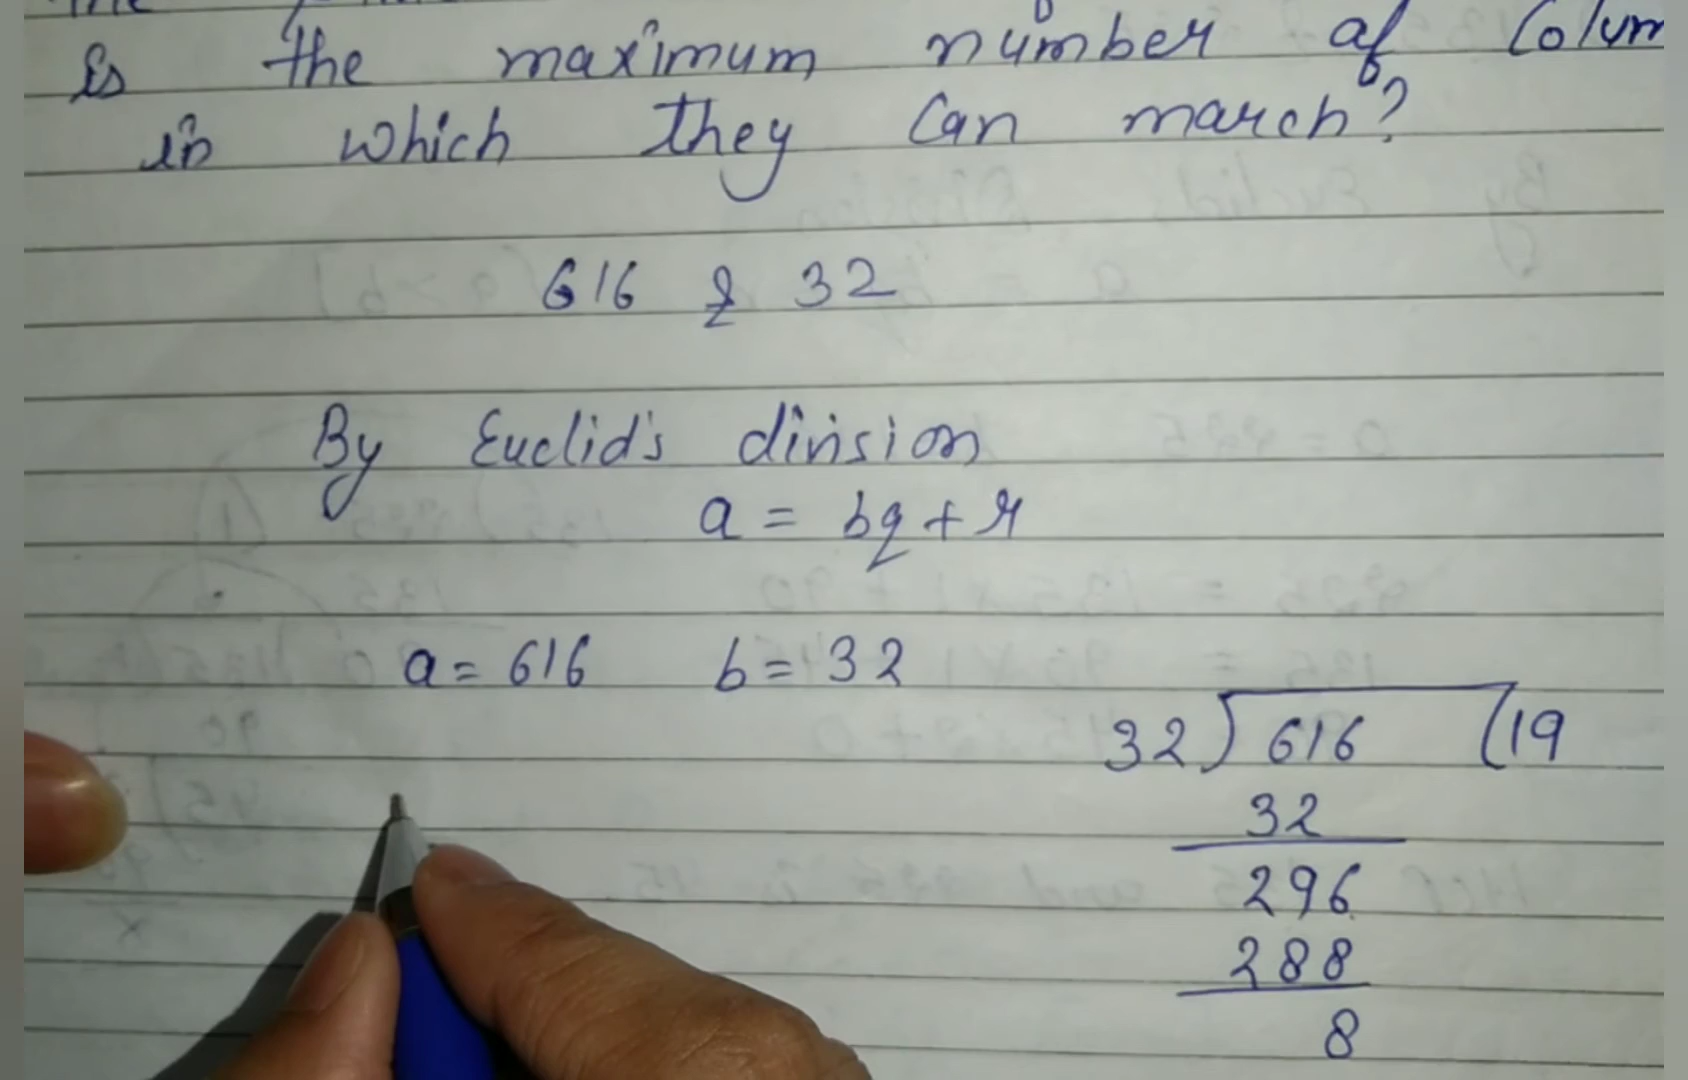 is the maximum number of Colum
in which they can march?
616 & 32
By Euclid's division
a = bq + r
a = 616 b = 32
32) 616 (19
32
296
288
8